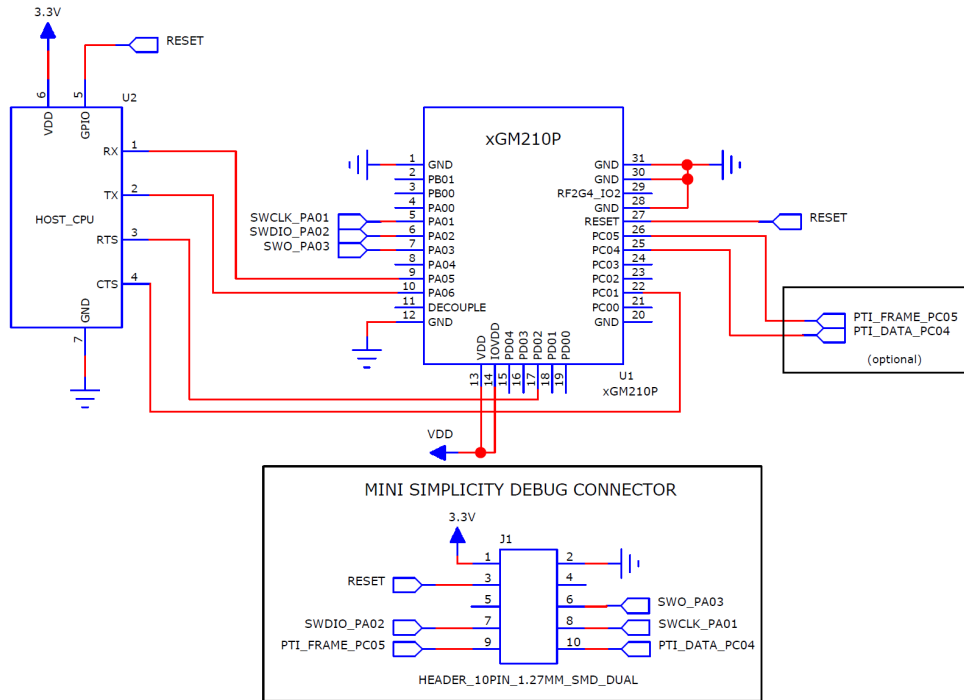 3.3V
RESET
6
5
U2
VDD
GPIO
RX
1
TX
2
HOST_CPU
RTS
3
CTS
4
GND
7
xGM210P
1
GND
2
PB01
3
PB00
4
PA00
SWCLK_PA01
5
PA01
SWDIO_PA02
6
PA02
SWO_PA03
7
PA03
8
PA04
9
PA05
10
PA06
11
DECOUPLE
12
GND
GND
31
GND
30
RF2G4_IO2
29
GND
28
RESET
27
RESET
PC05
26
PC04
25
PC03
24
PC02
23
PC01
22
PC00
21
GND
20
VDD
IOVDD
PD04
PD03
PD02
PD01
PD00
13
14
15
16
17
18
19
U1
xGM210P
PTI_FRAME_PC05
PTI_DATA_PC04
(optional)
VDD
MINI SIMPLICITY DEBUG CONNECTOR
3.3V
J1
1
2
RESET
3
4
5
6
SWO_PA03
SWDIO_PA02
7
8
SWCLK_PA01
PTI_FRAME_PC05
9
10
PTI_DATA_PC04
HEADER_10PIN_1.27MM_SMD_DUAL